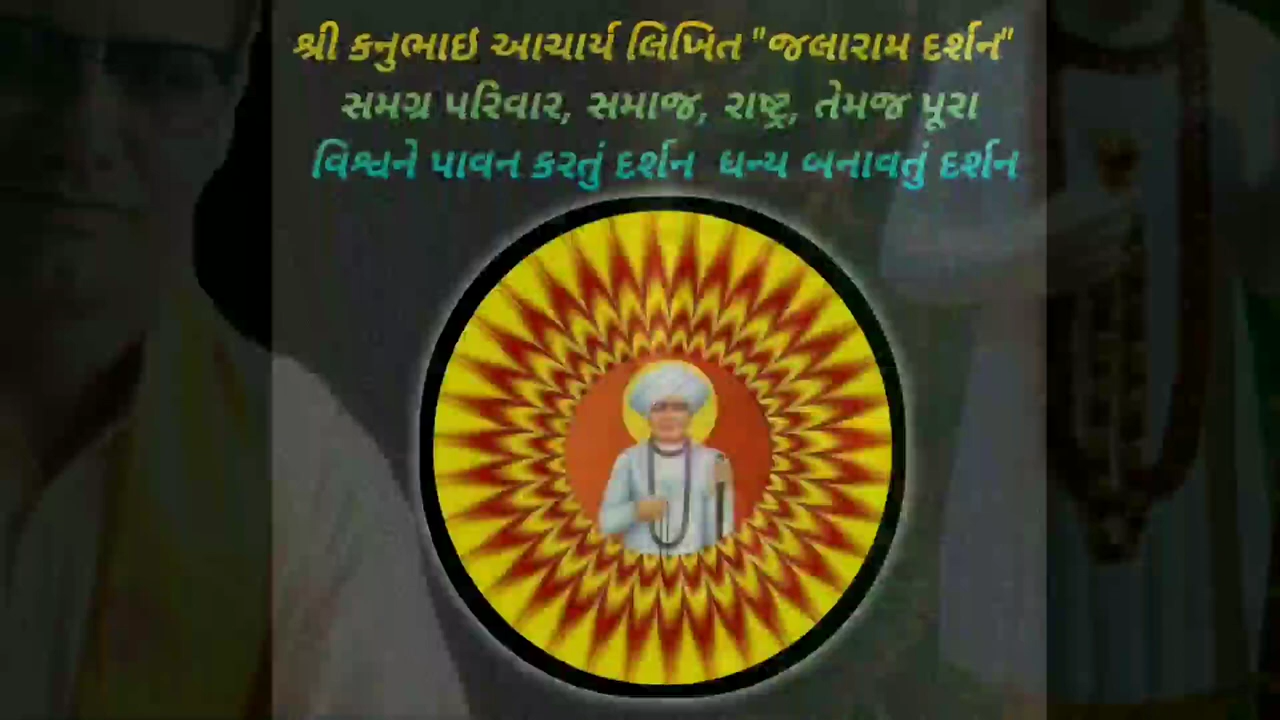 શ્રી કનુભાઇ આચાર્ય લિખિત "જલારામ દર્શન"
સમગ્ર પરિવાર, સમાજ, રાષ્ટ્ર, તેમજ પૂરા
વિશ્વને પાવન કરતું દર્શન ધન્ય બનાવતું દર્શન